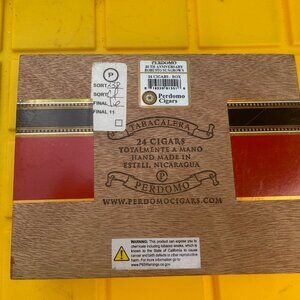 P
SORT
SORT
FINAL
FINAL 11
PERDOMO
24 CIGARS / BOX
Perdomo
Cigars
TABACALERA
24 CIGARS
TOTALMENTE A MANO
HAND MADE IN
ESTELI, NICARAGUA
P
PERDOMO
WWW.PERDOMOCIGARS.COM
WARNING: This product can expose you to
chemicals including tobacco smoke, which is
known to the State of California to cause
cancer and birth defects or other reproductive
harm. For more information go to
www.P65Warnings.ca.gov